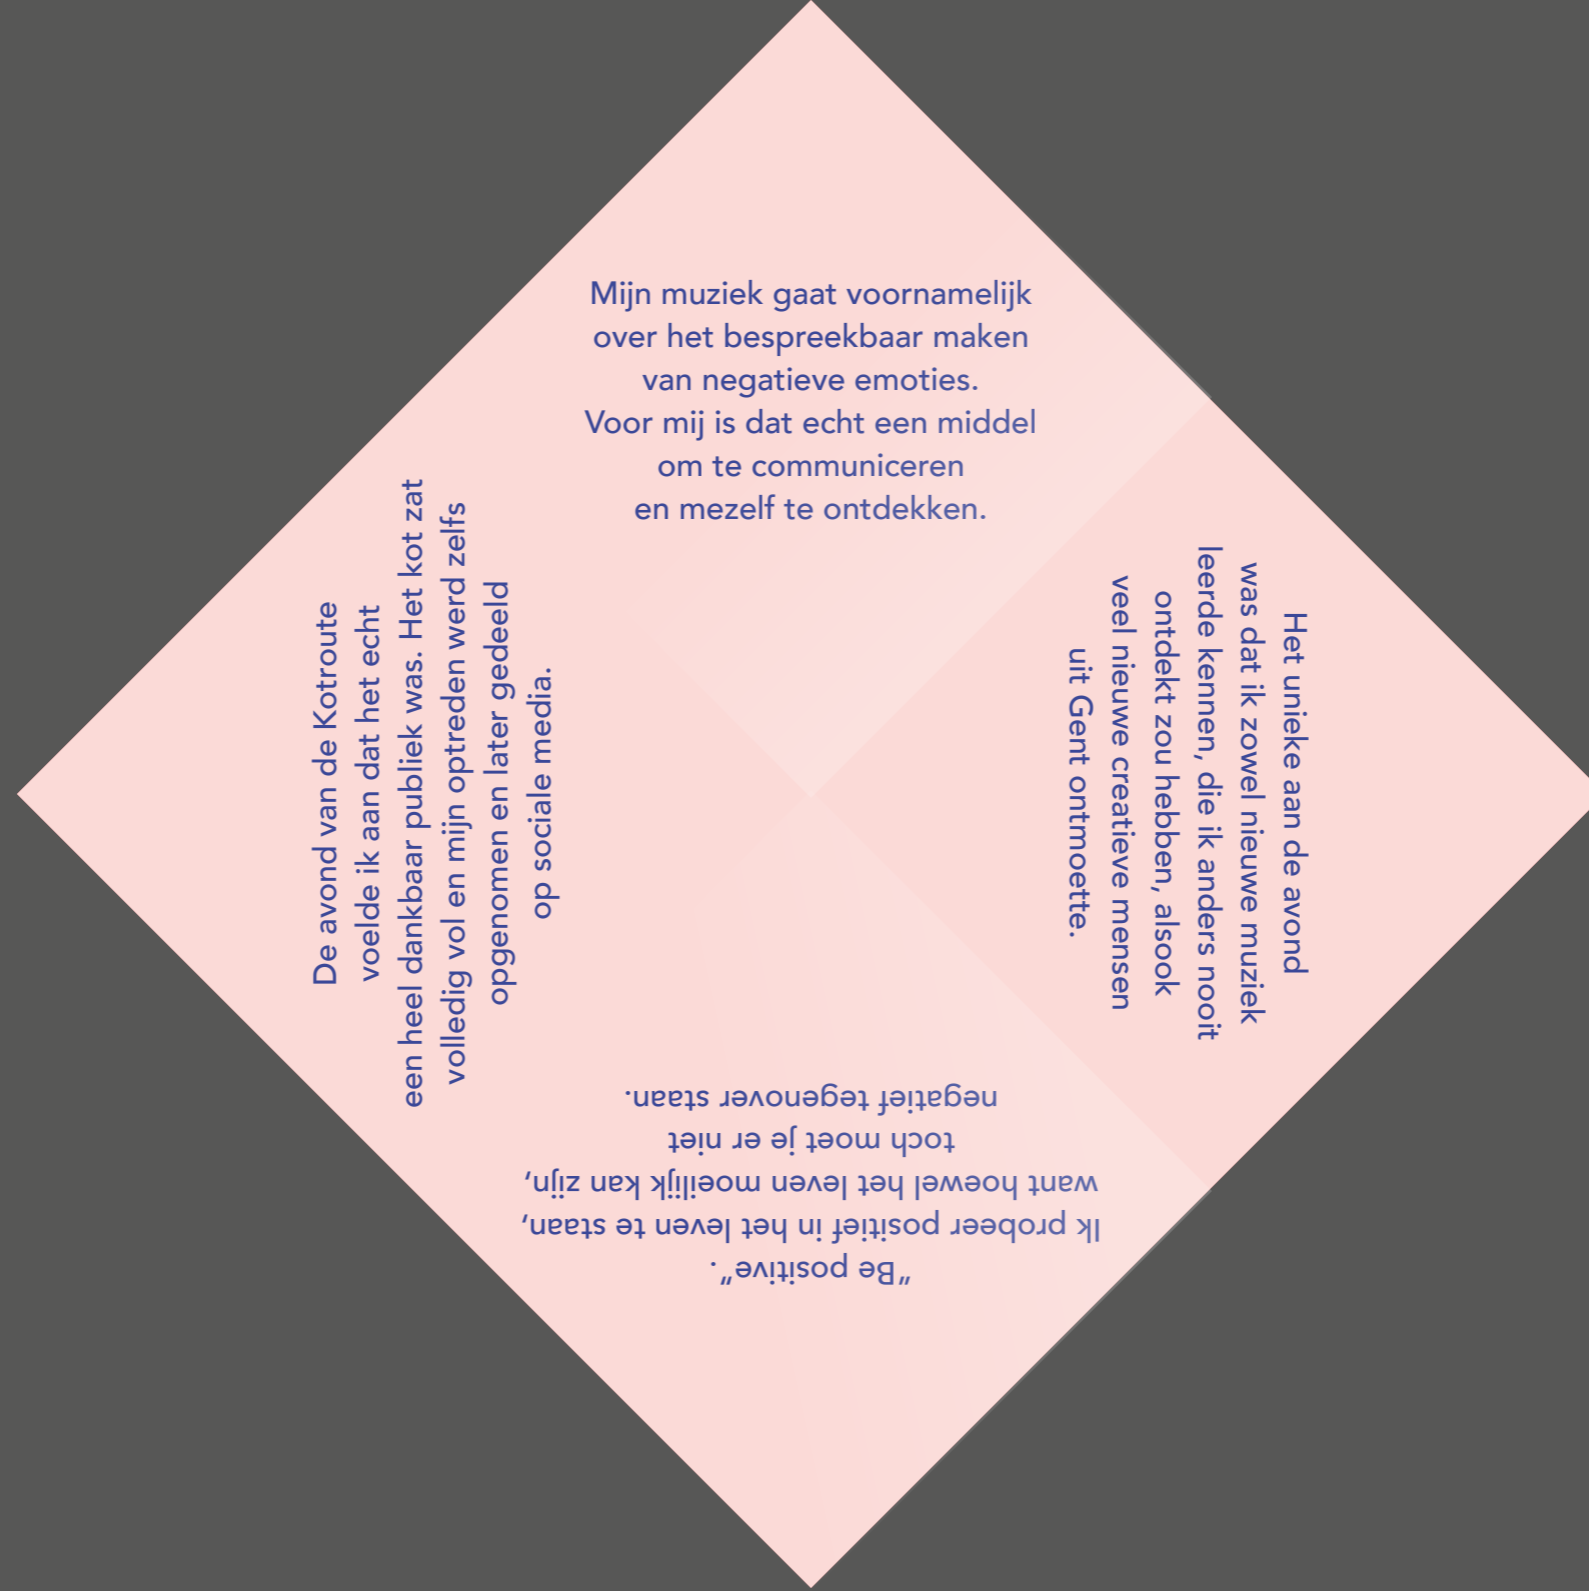 Mijn muziek gaat voornamelijk
over het bespreekbaar maken
van negatieve emoties.
Voor mij is dat echt een middel
om te communiceren
en mezelf te ontdekken.
Het unieke aan de avond
was dat ik zowel nieuwe muziek
leerde kennen, die ik anders nooit
ontdekt zou hebben, alsook
veel nieuwe creatieve mensen
uit Gent ontmoette.
"Be positive".
Ik probeer positief in het leven te staan,
want hoewel het leven moeilijk kan zijn,
toch moet je er niet
negatief tegenover staan.
De avond van de Kotroute
voelde ik aan dat het echt
een heel dankbaar publiek was. Het kot zat
volledig vol en mijn optreden werd zelfs
opgenomen en later gedeeld
op sociale media.